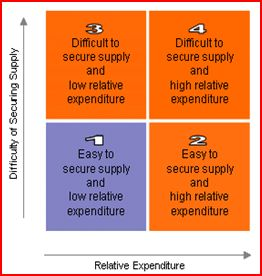 Difficulty of Securing Supply
3
Difficult to
secure supply
and
low relative
expenditure
4
Difficult to
secure supply
and
high relative
expenditure
1
Easy to
secure supply
and
low relative
expenditure
2
Easy to
secure supply
and
high relative
expenditure
Relative Expenditure